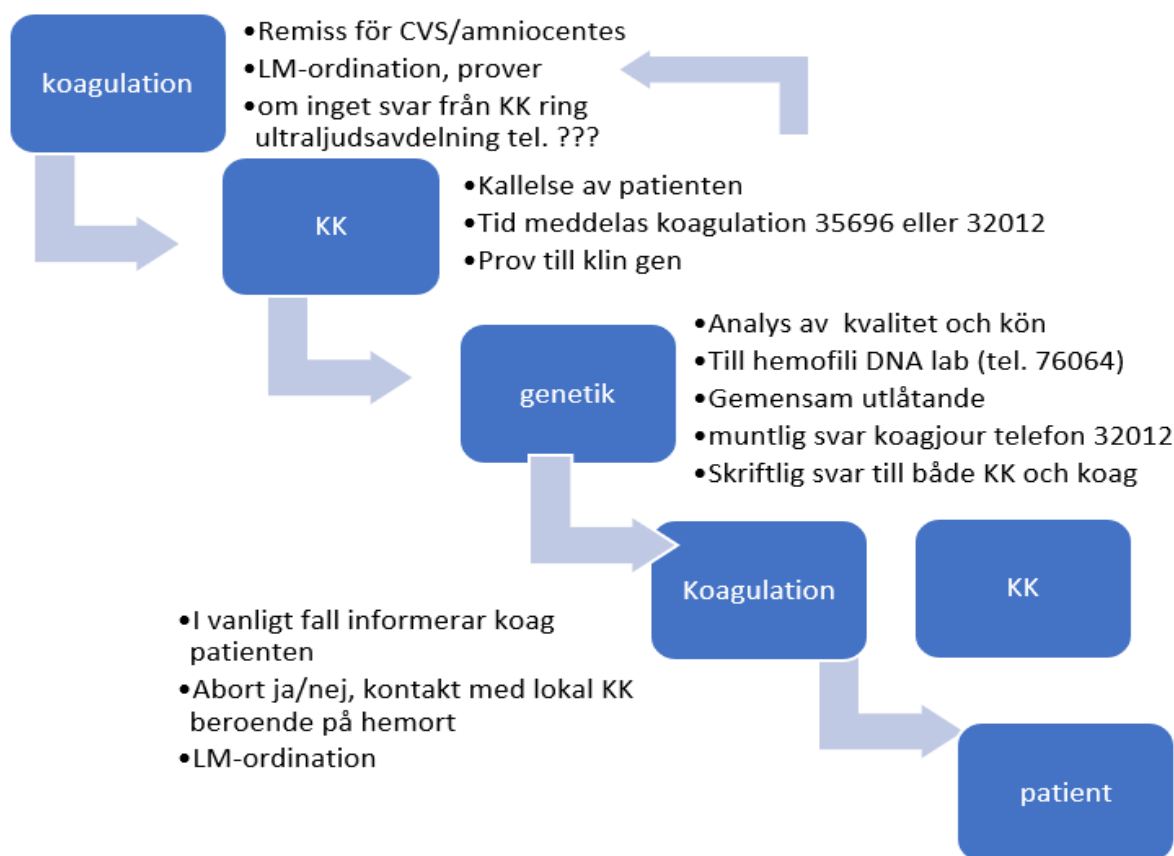 koagulation
•Remiss för CVS/amniocentes
•LM-ordination, prover
•om inget svar från KK ring
ultraljudsavdelning tel. ???
KK
•Kallelse av patienten
•Tid meddelas koagulation 35696 eller 32012
•Prov till klin gen
genetik
•Analys av  kvalitet och kön
•Till hemofili DNA lab (tel. 76064)
•Gemensam utlåtande
•muntlig svar koagjour telefon 32012
•Skriftlig svar till både KK och koag
Koagulation
KK
•I vanligt fall informerar koag
patienten
•Abort ja/nej, kontakt med lokal KK
beroende på hemort
•LM-ordination
patient